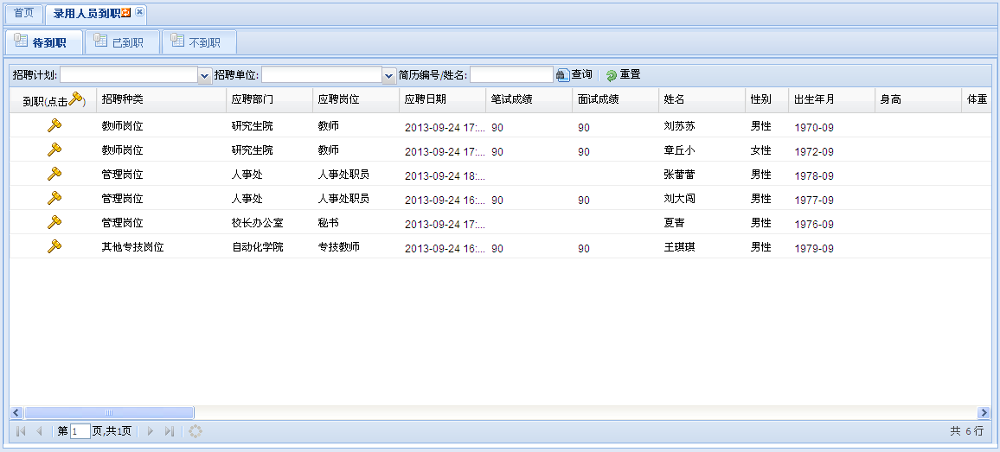 首页 录用人员到职
待到职 已到职 不到职
招聘计划: 招聘单位: 简历编号/姓名: 查询 重置
到职(点击) 招聘种类 应聘部门 应聘岗位 应聘日期 笔试成绩 面试成绩 姓名 性别 出生年月 身高 体重
教师岗位 研究生院 教师 2013-09-24 17:... 90 90 刘苏苏 男性 1970-09
教师岗位 研究生院 教师 2013-09-24 17:... 90 90 章丘小 女性 1972-09
管理岗位 人事处 人事处职员 2013-09-24 18:... 张蕾蕾 男性 1978-09
管理岗位 人事处 人事处职员 2013-09-24 16:... 90 90 刘大闯 男性 1977-09
管理岗位 校长办公室 秘书 2013-09-24 17:... 夏青 男性 1976-09
其他专技岗位 自动化学院 专技教师 2013-09-24 16:... 90 90 王琪琪 男性 1979-09
第 1 页,共1页 共 6 行